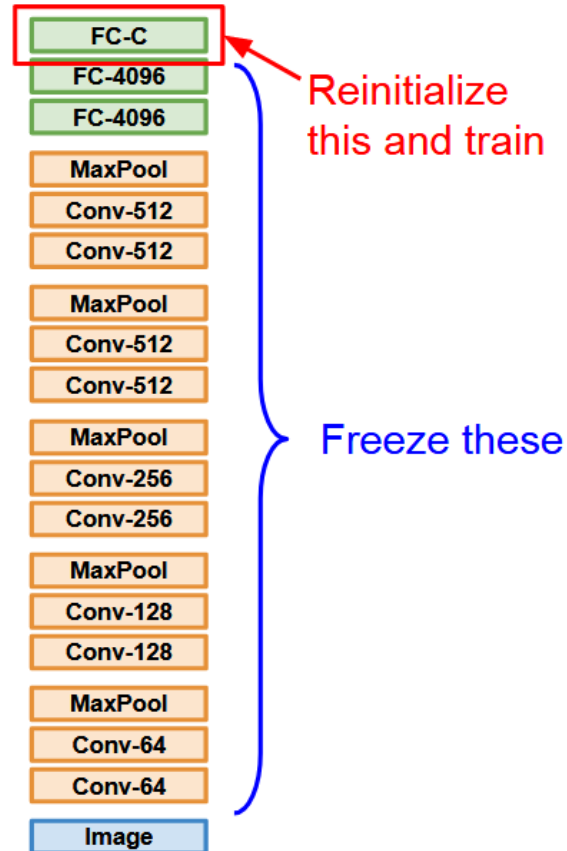 FC-C
FC-4096
FC-4096
MaxPool
Conv-512
Conv-512
MaxPool
Conv-512
Conv-512
MaxPool
Conv-256
Conv-256
MaxPool
Conv-128
Conv-128
MaxPool
Conv-64
Conv-64
Image
Reinitialize
this and train
Freeze these